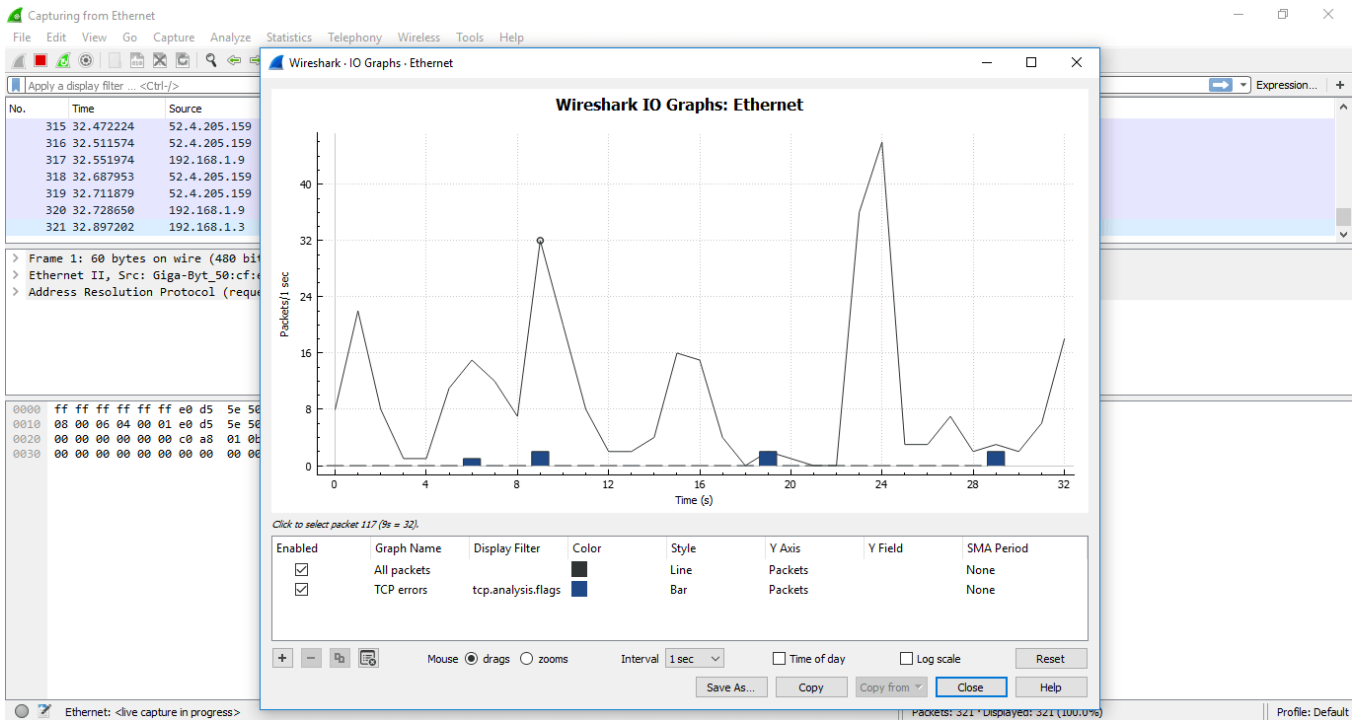 Capturing from Ethernet
File Edit View Go Capture Analyze Statistics Telephony Wireless Tools Help
Apply a display filter ... <Ctrl-/>
Expression... +
No. Time Source
315 32.472224 52.4.205.159
316 32.511574 52.4.205.159
317 32.551974 192.168.1.9
318 32.687953 52.4.205.159
319 32.711879 52.4.205.159
320 32.728650 192.168.1.9
321 32.897202 192.168.1.3
> Frame 1: 60 bytes on wire (480 bit
> Ethernet II, Src: Giga-Byt_50:cf:e
> Address Resolution Protocol (reque
0000 ff ff ff ff ff ff e0 d5 5e 50
0010 08 00 06 04 00 01 e0 d5 5e 50
0020 00 00 00 00 00 00 c0 a8 01 0b
0030 00 00 00 00 00 00 00 00 00 00
Wireshark · IO Graphs · Ethernet
Wireshark IO Graphs: Ethernet
Packets/1 sec
40
32
24
16
8
0
0 4 8 12 16 20 24 28 32
Time (s)
Click to select packet 117 (9s = 32).
Enabled Graph Name Display Filter Color Style Y Axis Y Field SMA Period
All packets Line Packets None
TCP errors tcp.analysis.flags Bar Packets None
+ − Mouse drags zooms Interval 1 sec Time of day Log scale Reset
Save As... Copy Copy from Close Help
Ethernet: <live capture in progress>
Packets: 321 · Displayed: 321 (100.0%)
Profile: Default